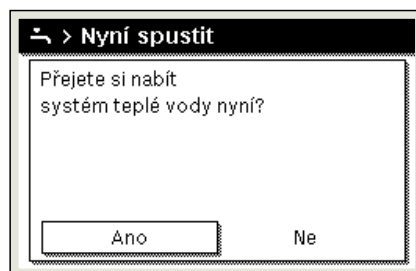 > Nyní spustit
Přejete si nabít
systém teplé vody nyní?
Ano
Ne